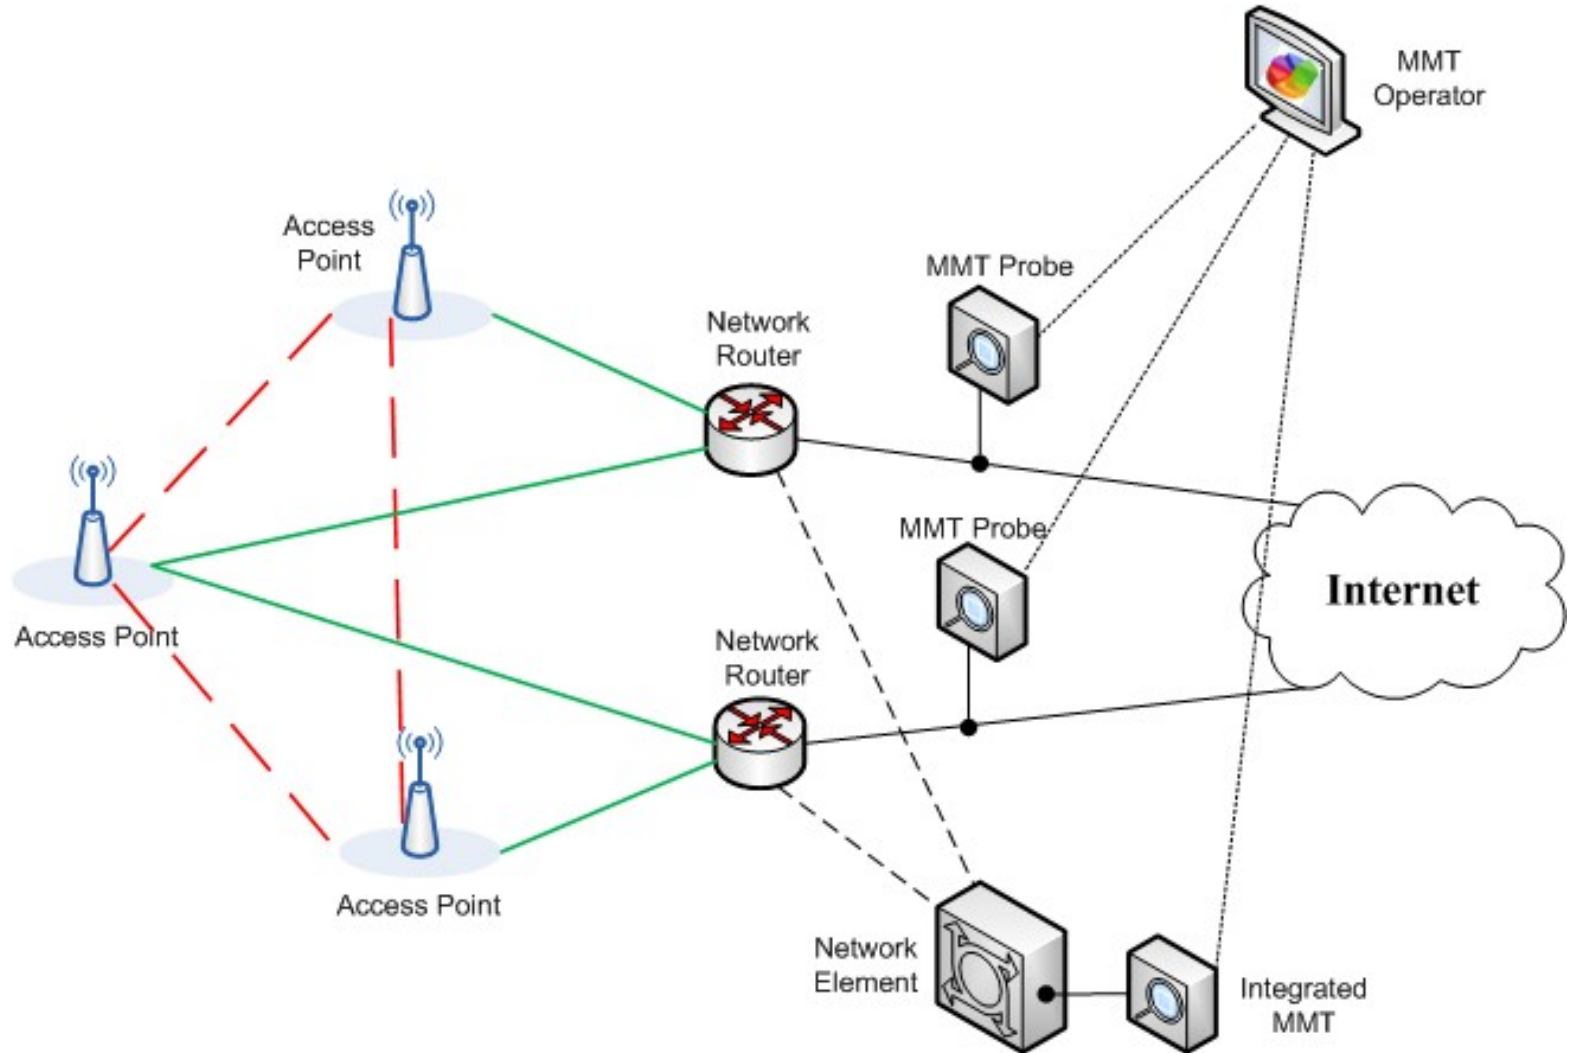 MMT
Operator
Access
Point
MMT Probe
Network
Router
MMT Probe
Internet
Access Point
Network
Router
Access Point
Network
Element
Integrated
MMT